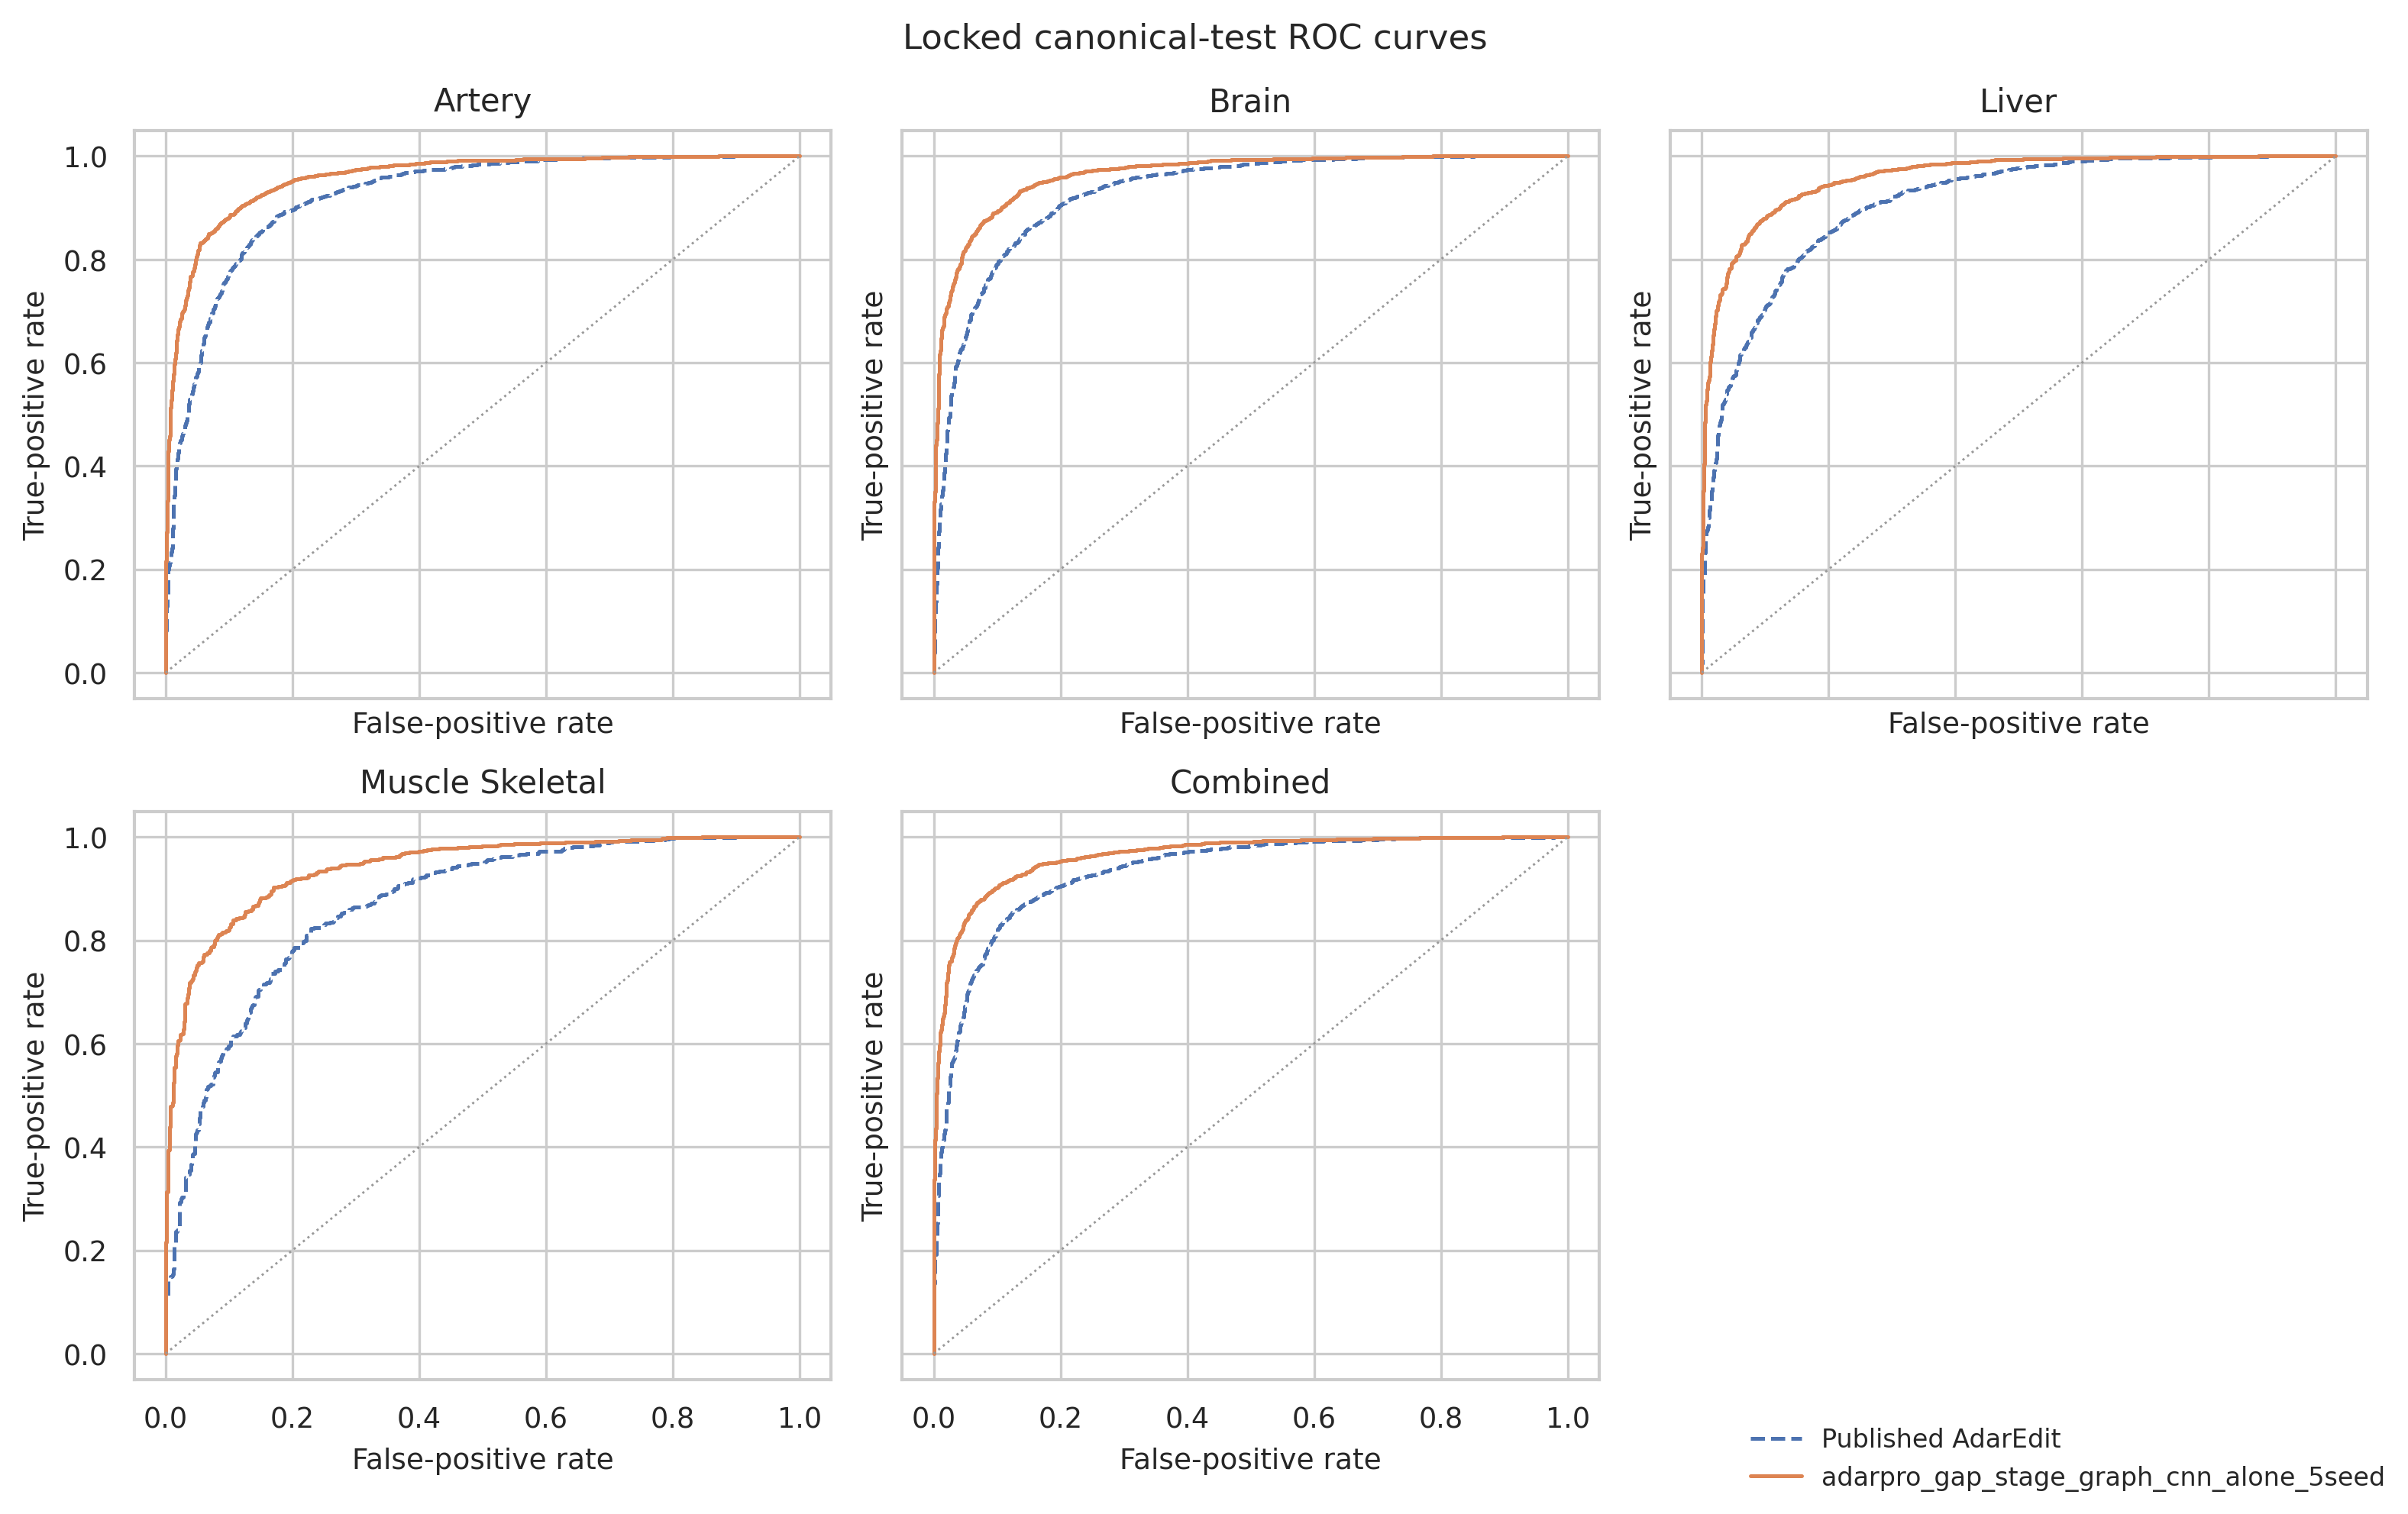 Locked canonical-test ROC curves
Artery
Brain
Liver
1.0
0.8
0.6
0.4
0.2
0.0
True-positive rate
True-positive rate
True-positive rate
False-positive rate
False-positive rate
False-positive rate
Muscle Skeletal
Combined
1.0
0.8
0.6
0.4
0.2
0.0
True-positive rate
True-positive rate
0.0 0.2 0.4 0.6 0.8 1.0
0.0 0.2 0.4 0.6 0.8 1.0
False-positive rate
False-positive rate
Published AdarEdit
adarpro_gap_stage_graph_cnn_alone_5seed